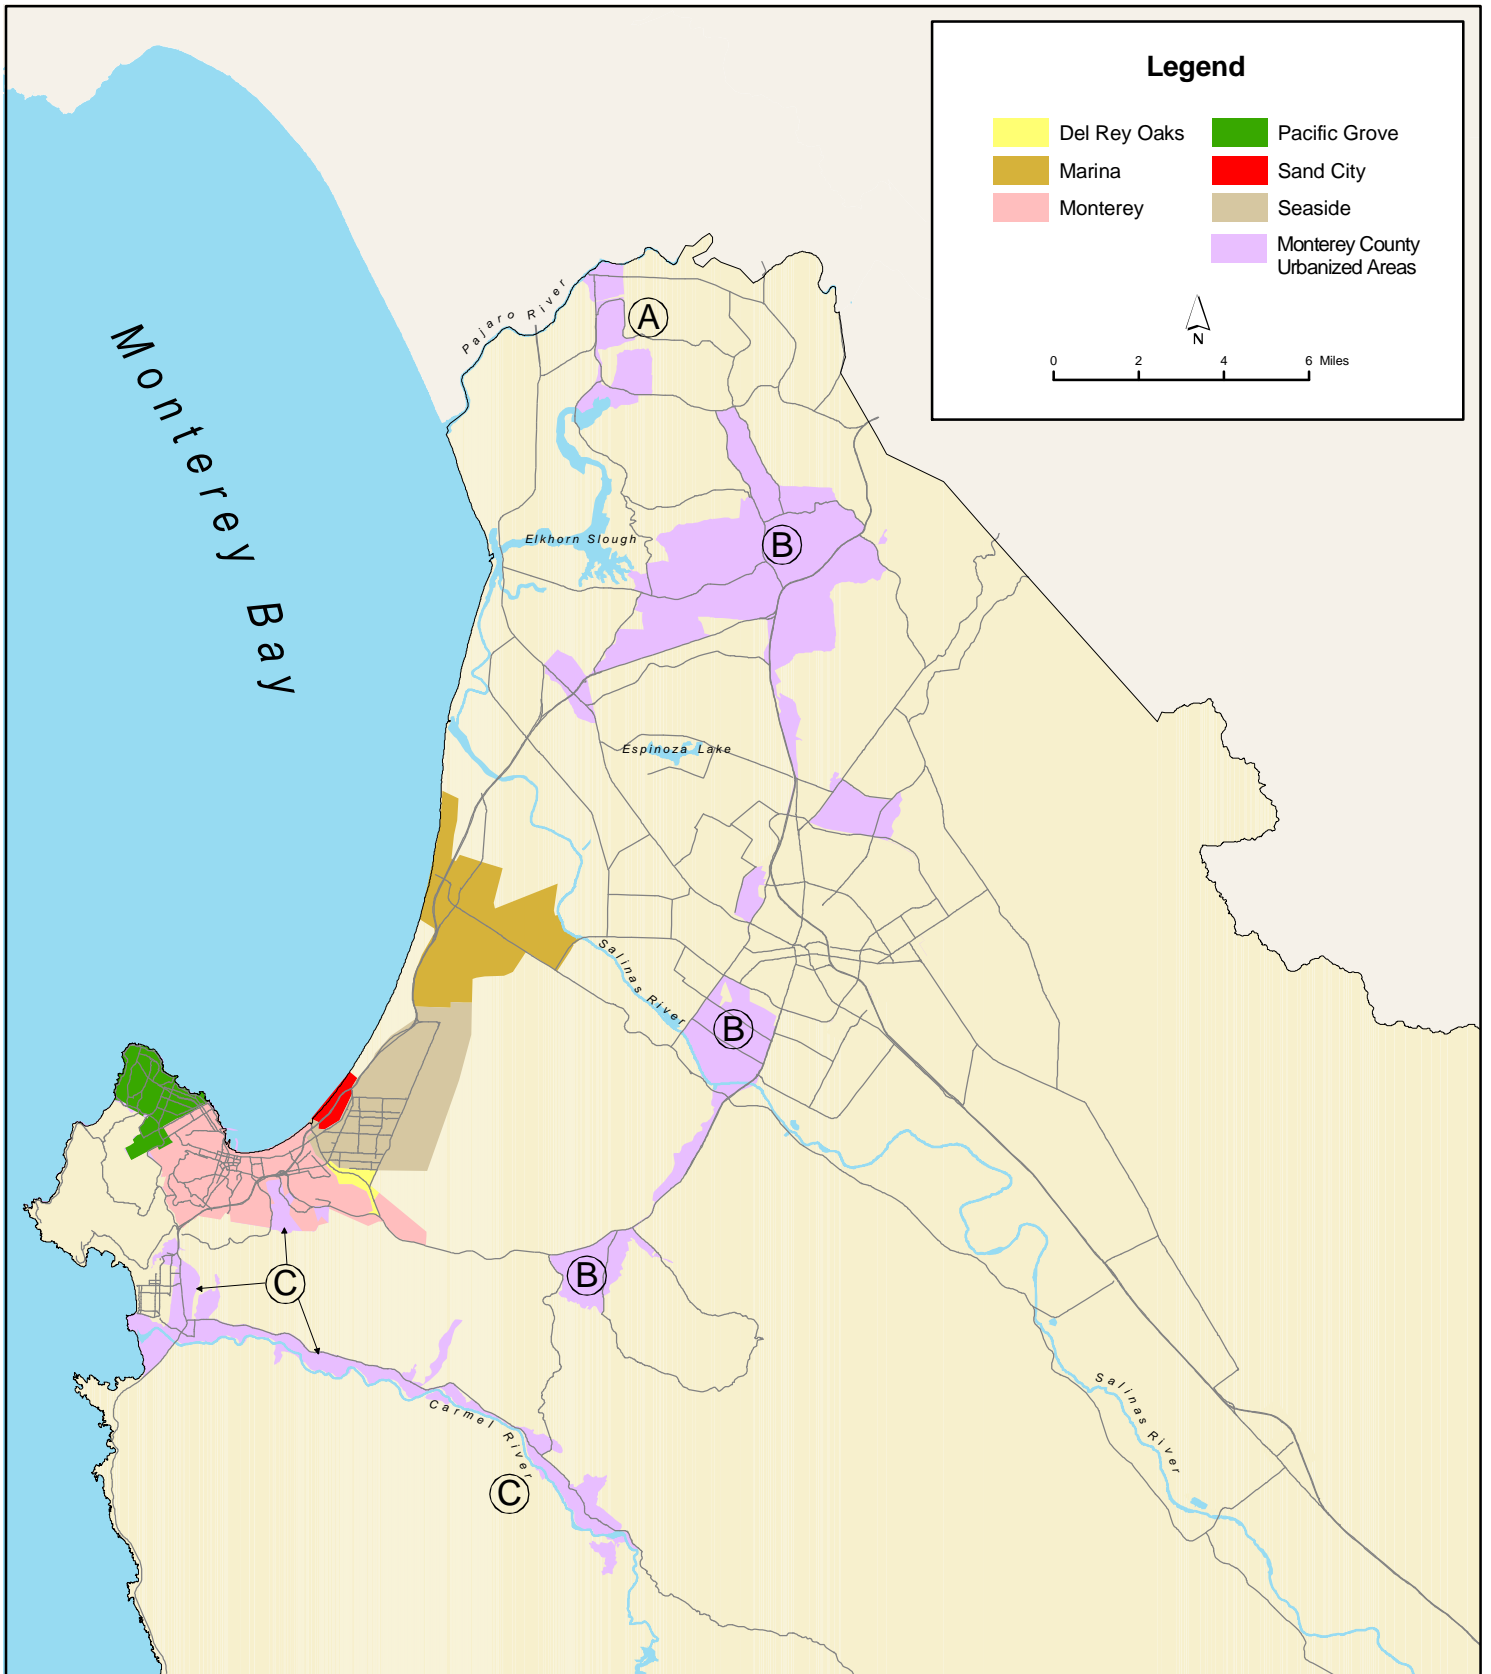 Legend
Del Rey Oaks
Pacific Grove
Marina
Sand City
Monterey
Seaside
Monterey County
Urbanized Areas
N
0 2 4 6 Miles
Monterey Bay
Pajaro River
A
Elkhorn Slough
B
Espinoza Lake
Salinas River
B
B
C
Carmel River
C
Salinas River